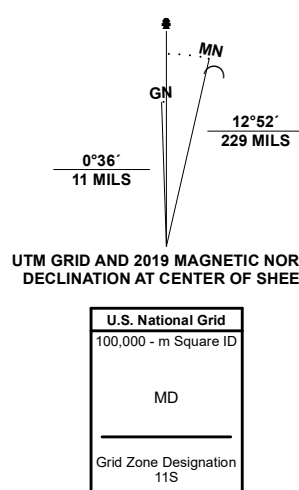 MN
GN
12°52´
229 MILS
0°36´
11 MILS
UTM GRID AND 2019 MAGNETIC NOR
DECLINATION AT CENTER OF SHEE
U.S. National Grid
100,000 - m Square ID
MD
Grid Zone Designation
11S